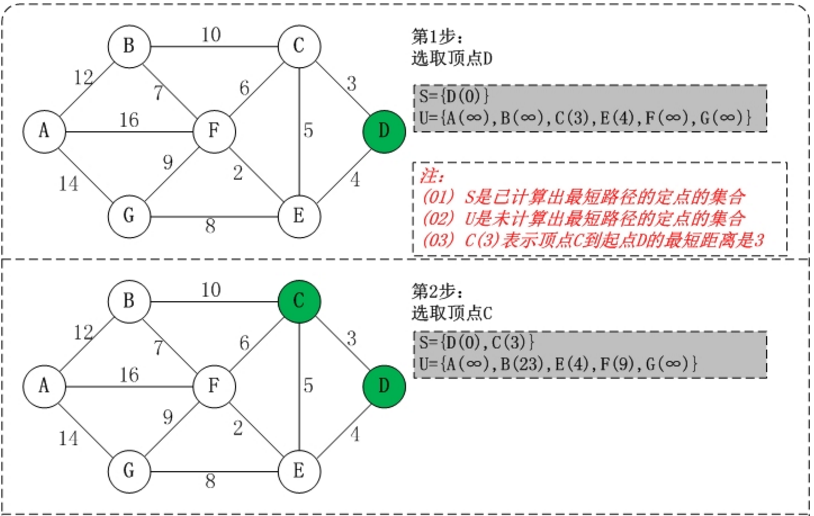 B
10
C
12
7
6
3
A
16
F
5
D
14
9
2
4
G
8
E
第1步:
选取顶点D
S={D(0)}
U={A(∞),B(∞),C(3),E(4),F(∞),G(∞)}
注:
(01) S是已计算出最短路径的定点的集合
(02) U是未计算出最短路径的定点的集合
(03) C(3)表示顶点C到起点D的最短距离是3
B
10
C
12
7
6
3
A
16
F
5
D
14
9
2
4
G
8
E
第2步:
选取顶点C
S={D(0),C(3)}
U={A(∞),B(23),E(4),F(9),G(∞)}